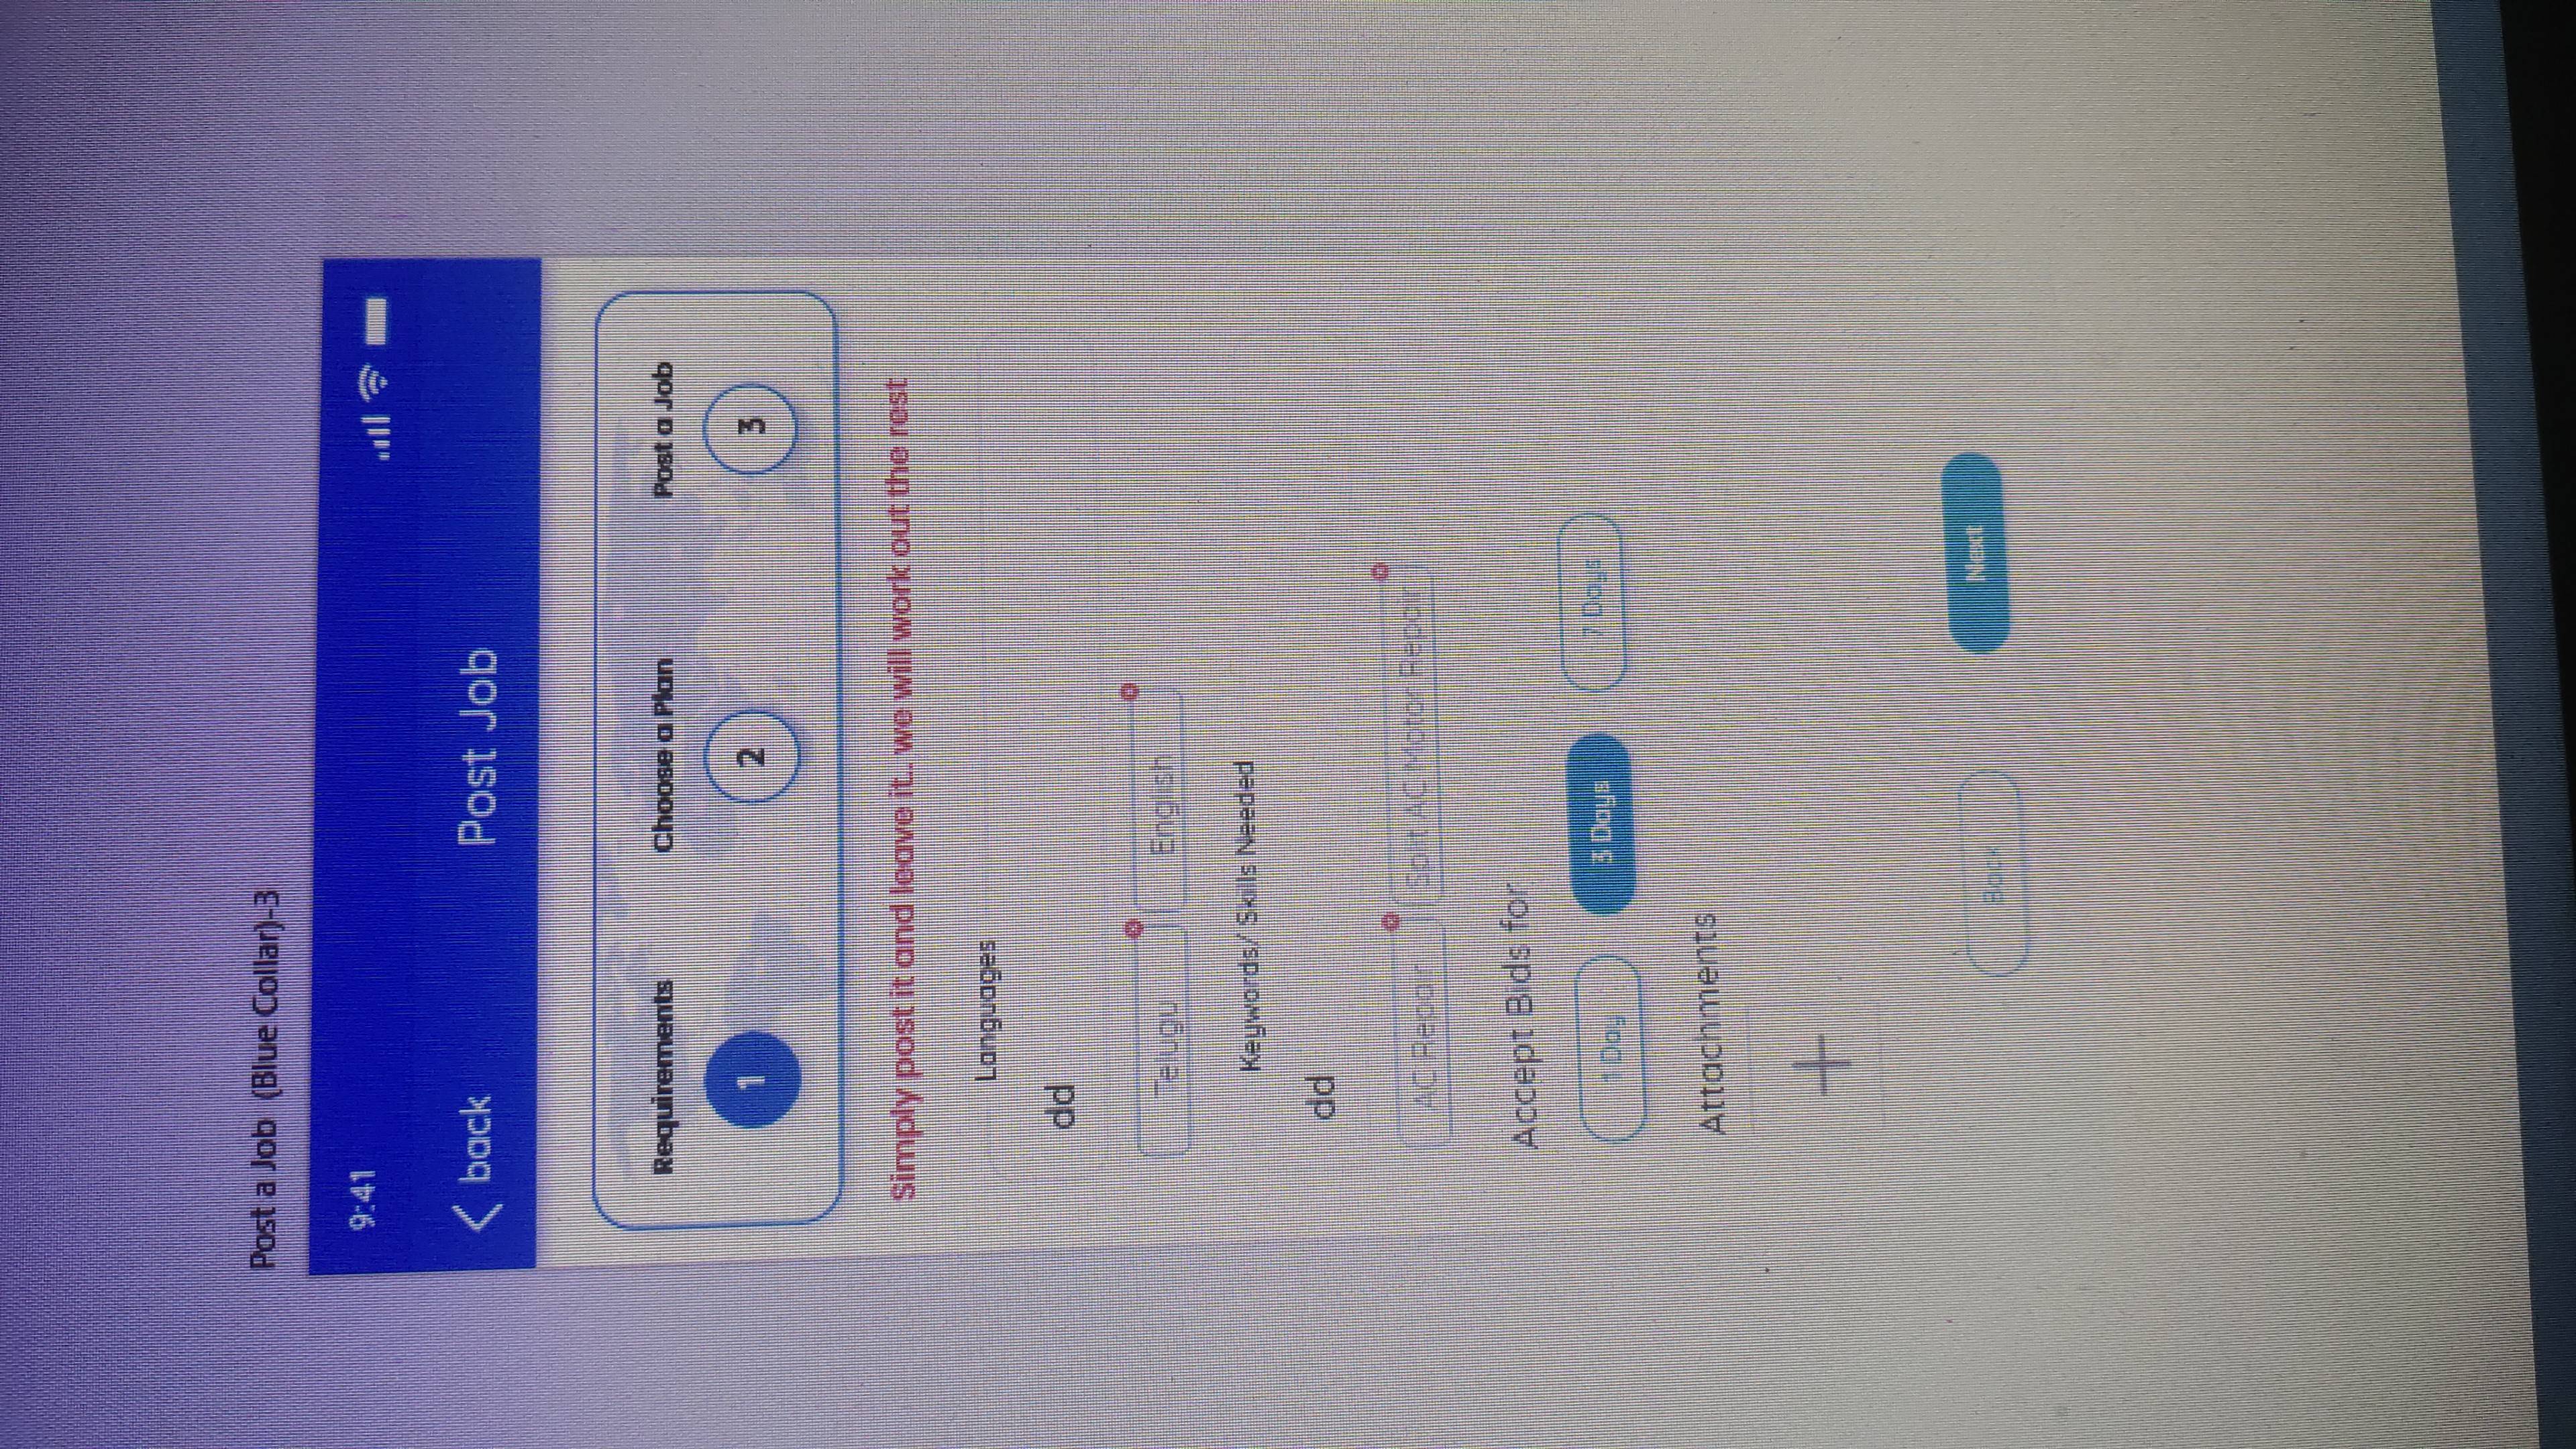 Post a Job (Blue Collar)-3
9:41
back
Post Job
Requirements Choose a Plan Post a Job
1 2 3
Simply post it and leave it... we will work out the rest
Languages
dd
Telugu English
Keywords/ Skills Needed
dd
AC Repair Split AC Motor Repair
Accept Bids for
1 Day 3 Days 7 Days
Attachments
+
Back Next